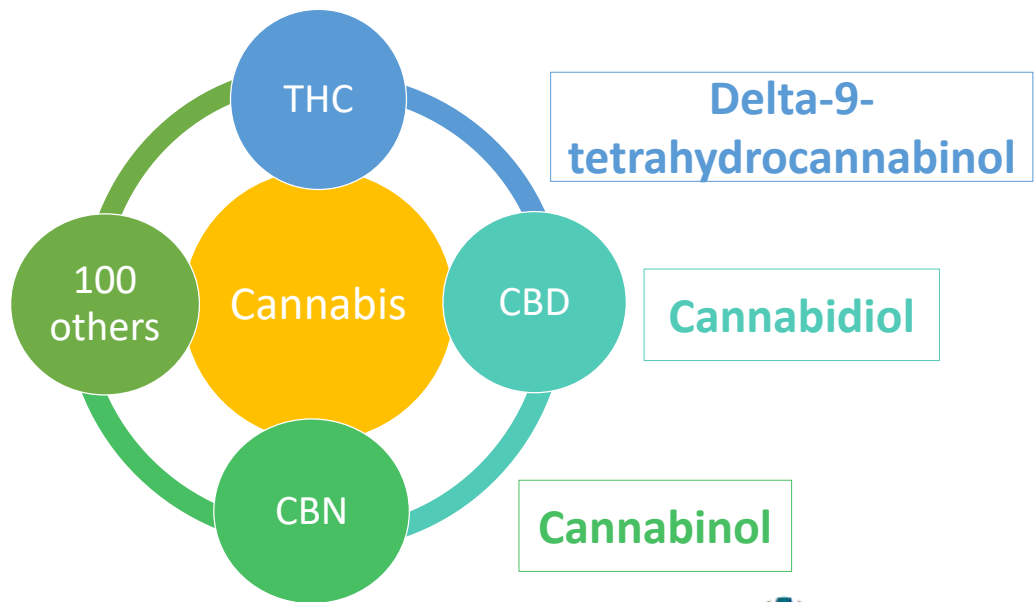 THC
Delta-9-
tetrahydrocannabinol
100
others
Cannabis
CBD
Cannabidiol
CBN
Cannabinol